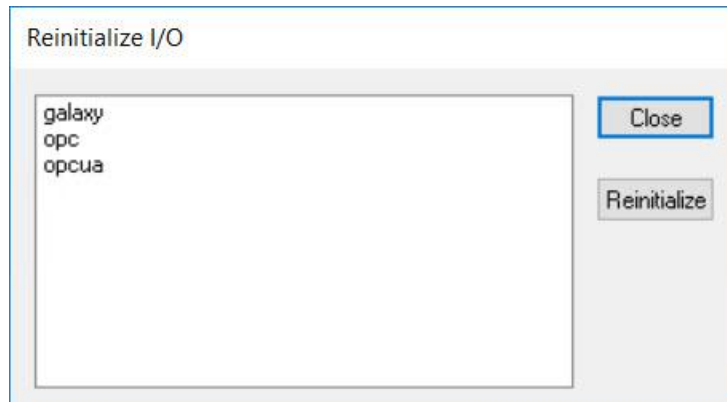 Reinitialize I/O
galaxy
opc
opcua
Close
Reinitialize